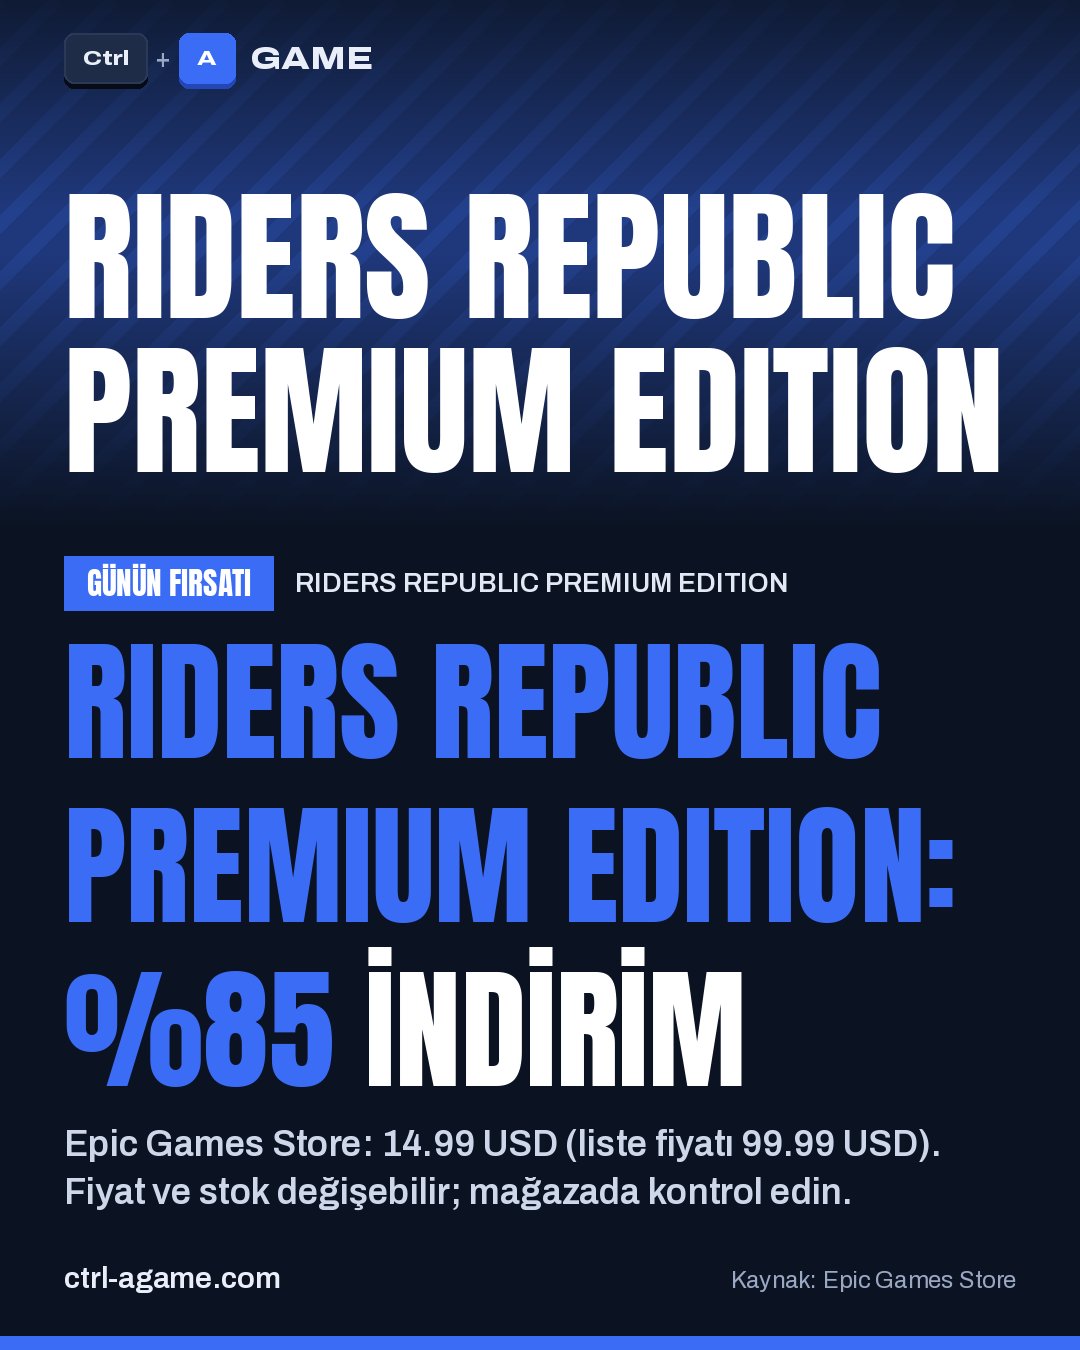 Ctrl + A GAME
RIDERS REPUBLIC
PREMIUM EDITION
GÜNÜN FIRSATI RIDERS REPUBLIC PREMIUM EDITION
RIDERS REPUBLIC
PREMIUM EDITION:
%85 İNDİRİM
Epic Games Store: 14.99 USD (liste fiyatı 99.99 USD).
Fiyat ve stok değişebilir; mağazada kontrol edin.
ctrl-agame.com Kaynak: Epic Games Store